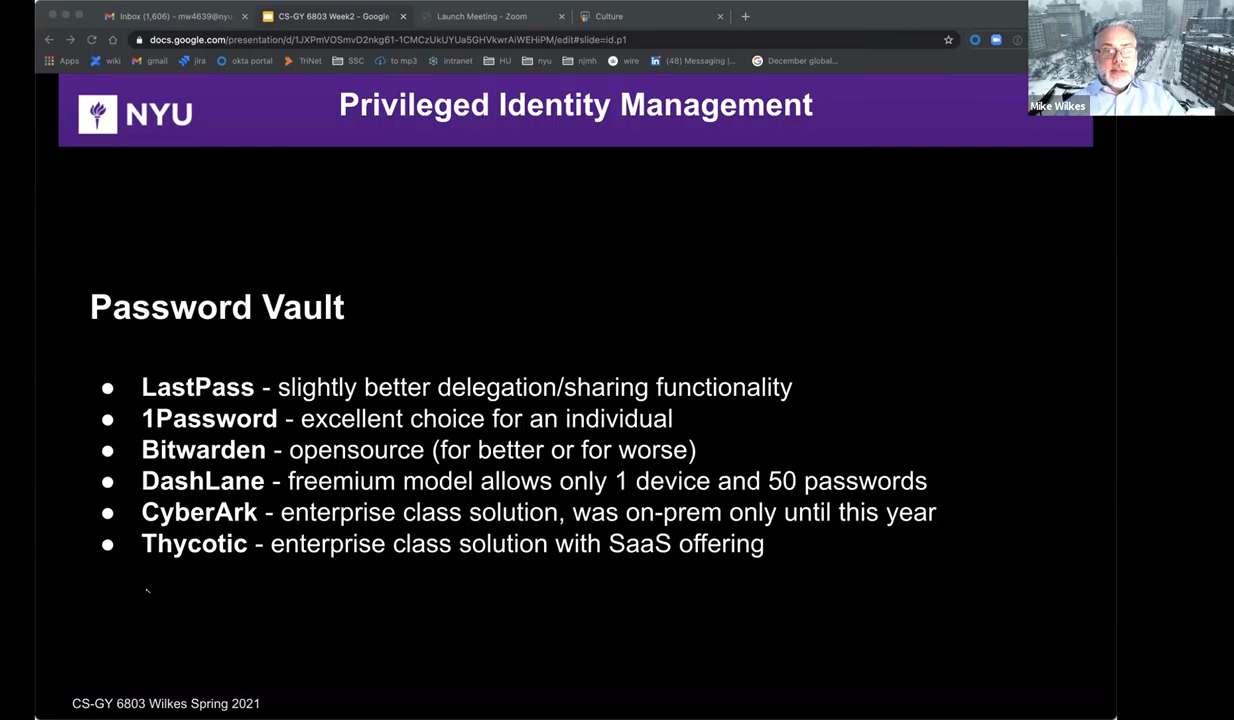 Inbox (1,606) - mw4639@nyu
CS-GY 6803 Week2 - Google
Launch Meeting - Zoom
Culture
docs.google.com/presentation/d/1JXPmVOSmvD2nkg61-1CMCzUkUYUa5GHVkwrAiWEHiPM/edit#slide=id.p1
Apps wiki gmail jira okta portal TriNet SSC to mp3 intranet HU nyu njmh wire (48) Messaging |... December global...
Mike Wilkes
NYU
Privileged Identity Management
Password Vault
● LastPass - slightly better delegation/sharing functionality
● 1Password - excellent choice for an individual
● Bitwarden - opensource (for better or for worse)
● DashLane - freemium model allows only 1 device and 50 passwords
● CyberArk - enterprise class solution, was on-prem only until this year
● Thycotic - enterprise class solution with SaaS offering
CS-GY 6803 Wilkes Spring 2021